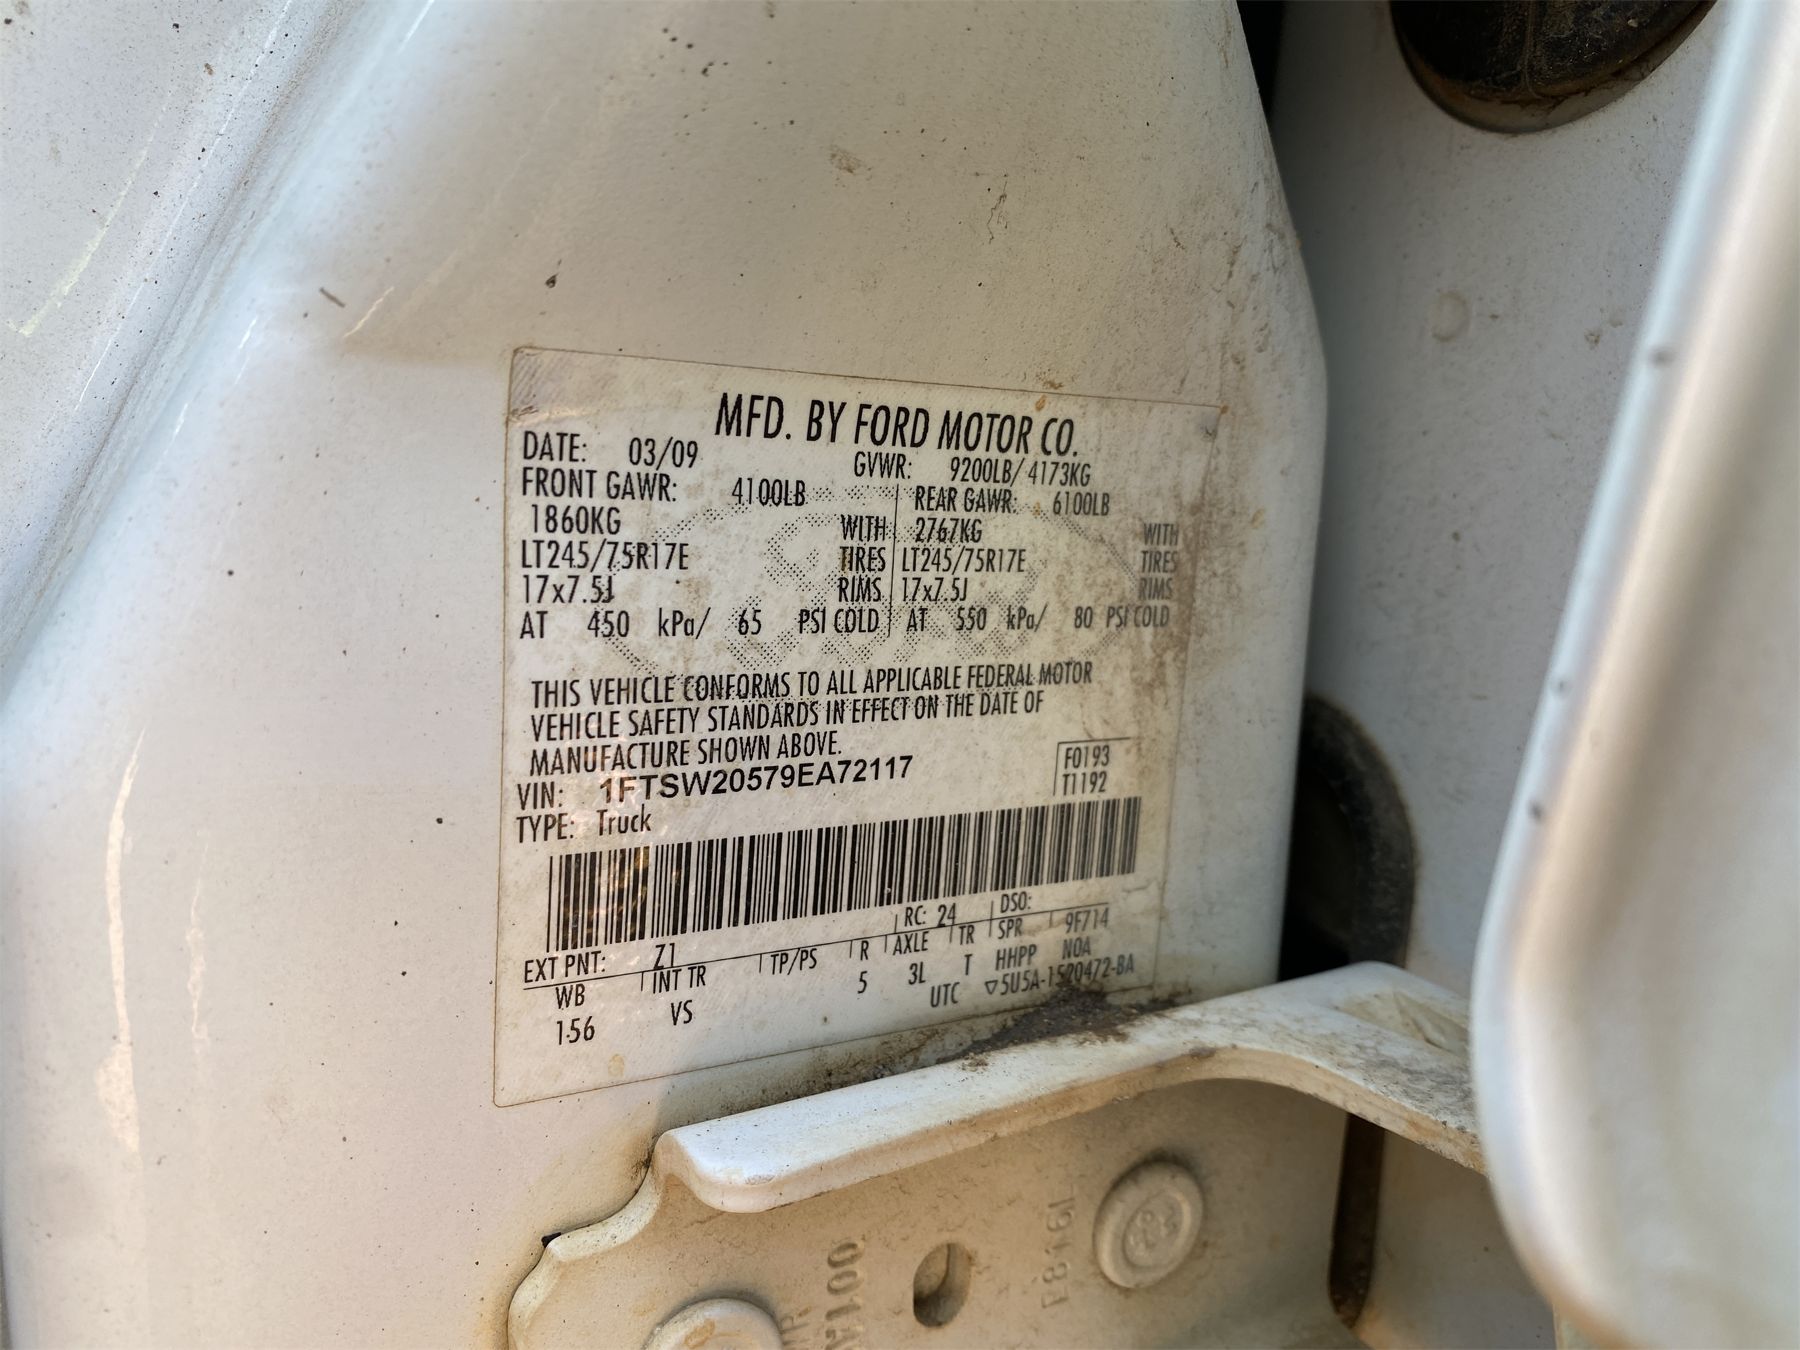 MFD. BY FORD MOTOR CO.
DATE: 03/09 GVWR: 9200LB/ 4173KG
FRONT GAWR: 4100LB REAR GAWR: 6100LB
1860KG WITH 2767KG WITH
LT245/75R17E TIRES LT245/75R17E TIRES
17x7.5J RIMS 17x7.5J RIMS
AT 450 kPa/ 65 PSI COLD AT 550 kPa/ 80 PSI COLD
THIS VEHICLE CONFORMS TO ALL APPLICABLE FEDERAL MOTOR
VEHICLE SAFETY STANDARDS IN EFFECT ON THE DATE OF
MANUFACTURE SHOWN ABOVE.
VIN: 1FTSW20579EA72117 F0193
TYPE: Truck T1192
EXT PNT: Z1 RC: 24 DSO:
WB INT TR TP/PS R AXLE TR SPR 9F714
156 VS 5 3L T HHPP NOA
UTC ▽5U5A-1520472-BA